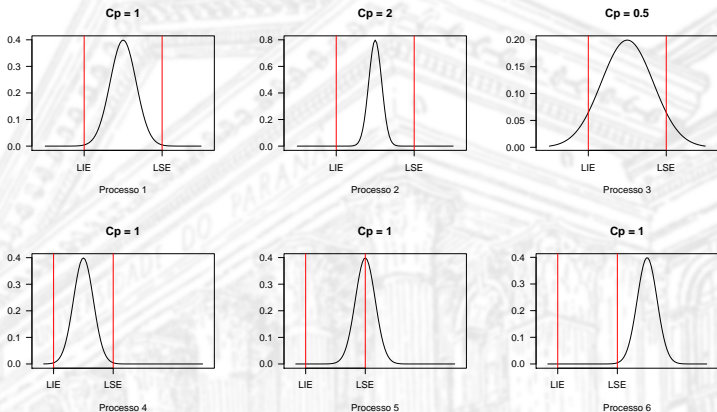 Cp = 1
0.4
0.3
0.2
0.1
0.0
LIE
LSE
Processo 1
Cp = 2
0.8
0.6
0.4
0.2
0.0
LIE
LSE
Processo 2
Cp = 0.5
0.20
0.15
0.10
0.05
0.00
LIE
LSE
Processo 3
Cp = 1
0.4
0.3
0.2
0.1
0.0
LIE
LSE
Processo 4
Cp = 1
0.4
0.3
0.2
0.1
0.0
LIE
LSE
Processo 5
Cp = 1
0.4
0.3
0.2
0.1
0.0
LIE
LSE
Processo 6